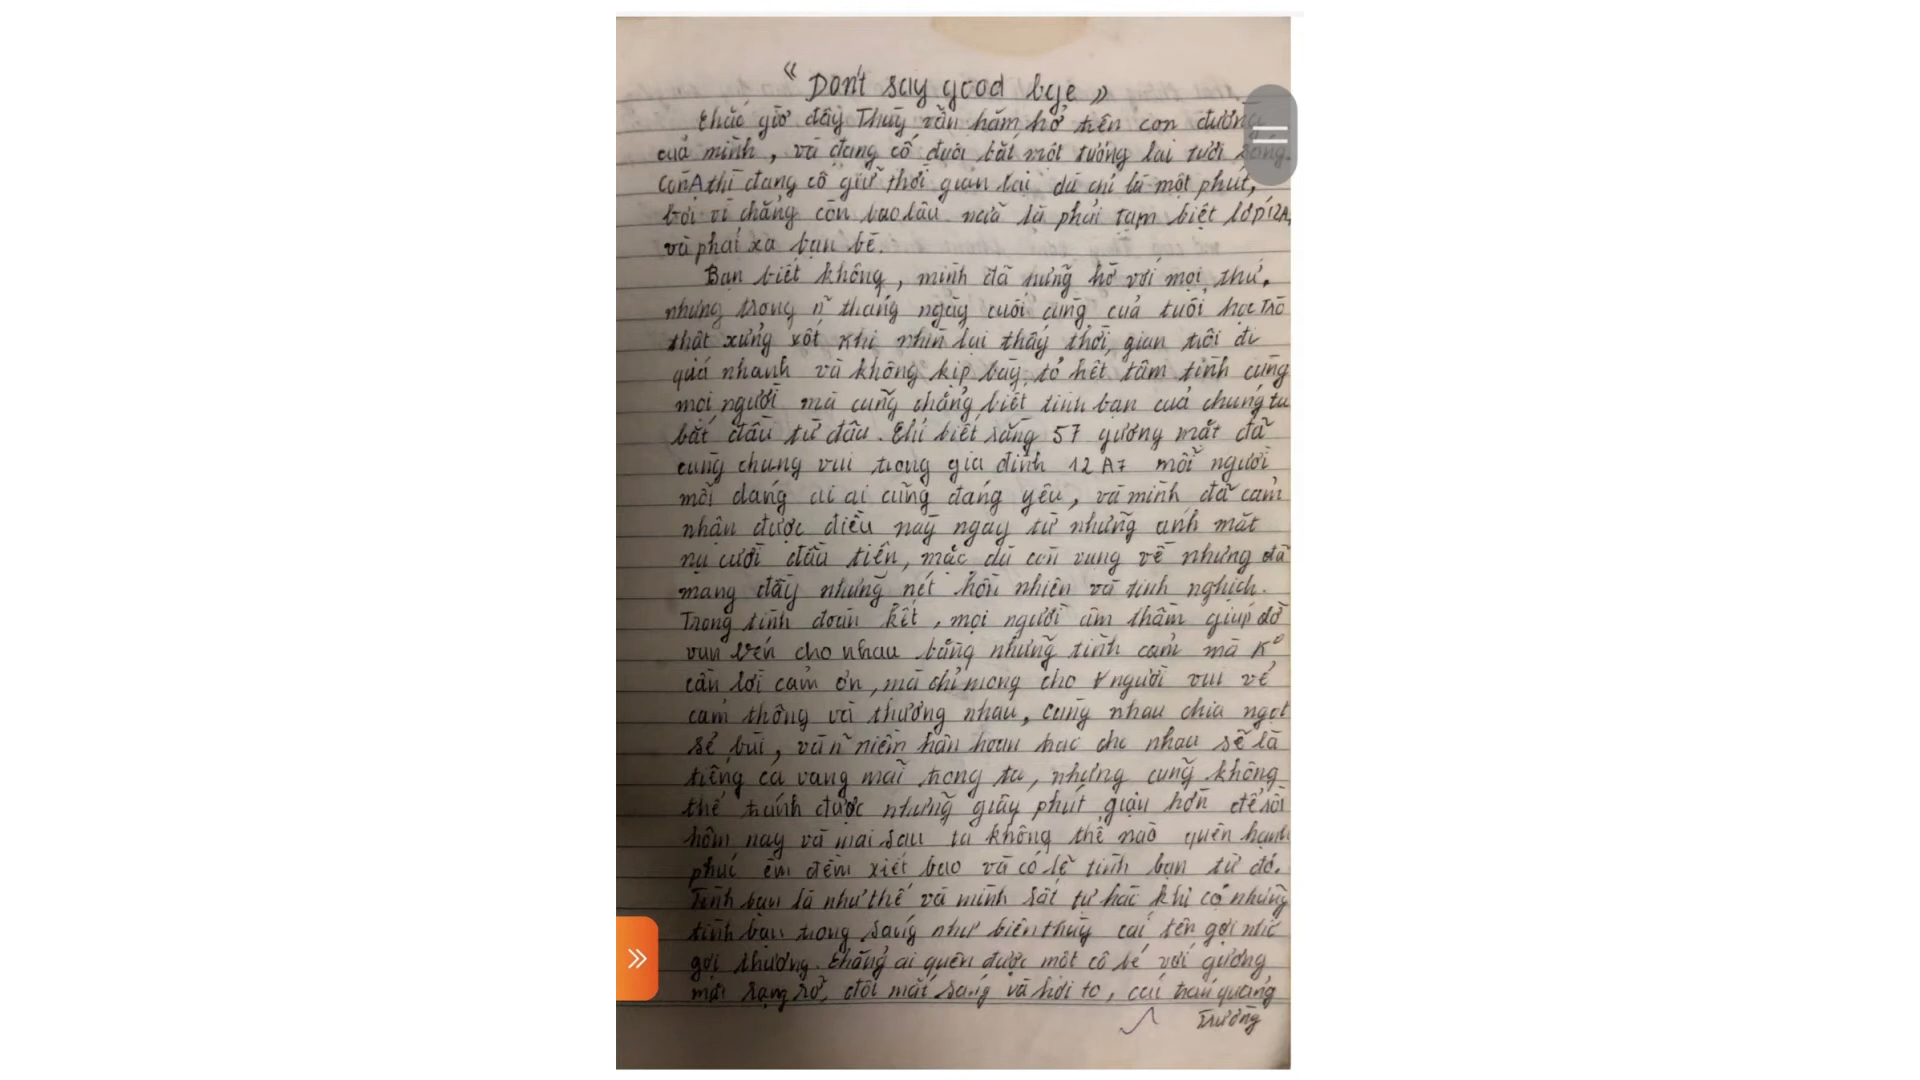 « Don't say good bye »
Chắc giờ đây Thùy vẫn hăm hở trên con đường
của mình, và đang cố đuổi bắt một tương lai tươi sáng.
Còn A thì đang cố giữ thời gian lại dù chỉ là một phút,
bởi vì chẳng còn bao lâu nữa là phải tạm biệt lớp 12A,
và phải xa bạn bè.
Bạn biết không, mình đã hưng hờ với mọi thứ,
nhưng trong n~ tháng ngày cuối cùng của tuổi học trò
thật xửng xốt khi nhìn lại thấy thời gian trôi đi
quá nhanh và không kịp bày tỏ hết tâm tình cùng
mọi người mà cũng chẳng biết tình bạn của chúng ta
bắt đầu từ đâu. Chỉ biết rằng 57 gương mặt đã
cùng chung vui trong gia đình 12 A7 mỗi người
mỗi dáng ai ai cũng đáng yêu, và mình đã cảm
nhận được điều này ngay từ những ánh mắt
nụ cười đầu tiên, mặc dù còn vụng về nhưng đã
mang đầy những nét hồn nhiên và tinh nghịch.
Trong tình đoàn kết, mọi người âm thầm giúp đỡ
vun vén cho nhau bằng những tình cảm mà K°
cần lời cảm ơn, mà chỉ mong cho người vui vẻ
cảm thông và thương nhau, cùng nhau chia ngọt
sẻ bùi, và n~ niềm hân hoan trao cho nhau sẽ là
tiếng ca vang mãi trong ta, nhưng cũng không
thể tránh được những giây phút giận hờn để rồi
hôm nay và mai sau ta không thể nào quên hạnh
phúc êm đềm xiết bao và có lẽ tình bạn từ đó.
Tình bạn là như thế và mình rất tự hào khi có những
tình bạn trong sáng như biển thùy cái tên gợi nhớ
gợi thương. Chẳng ai quên được một cô bé với gương
mặt rạng rỡ, đôi mắt sáng và hơi to, cái trán quảng
Trường